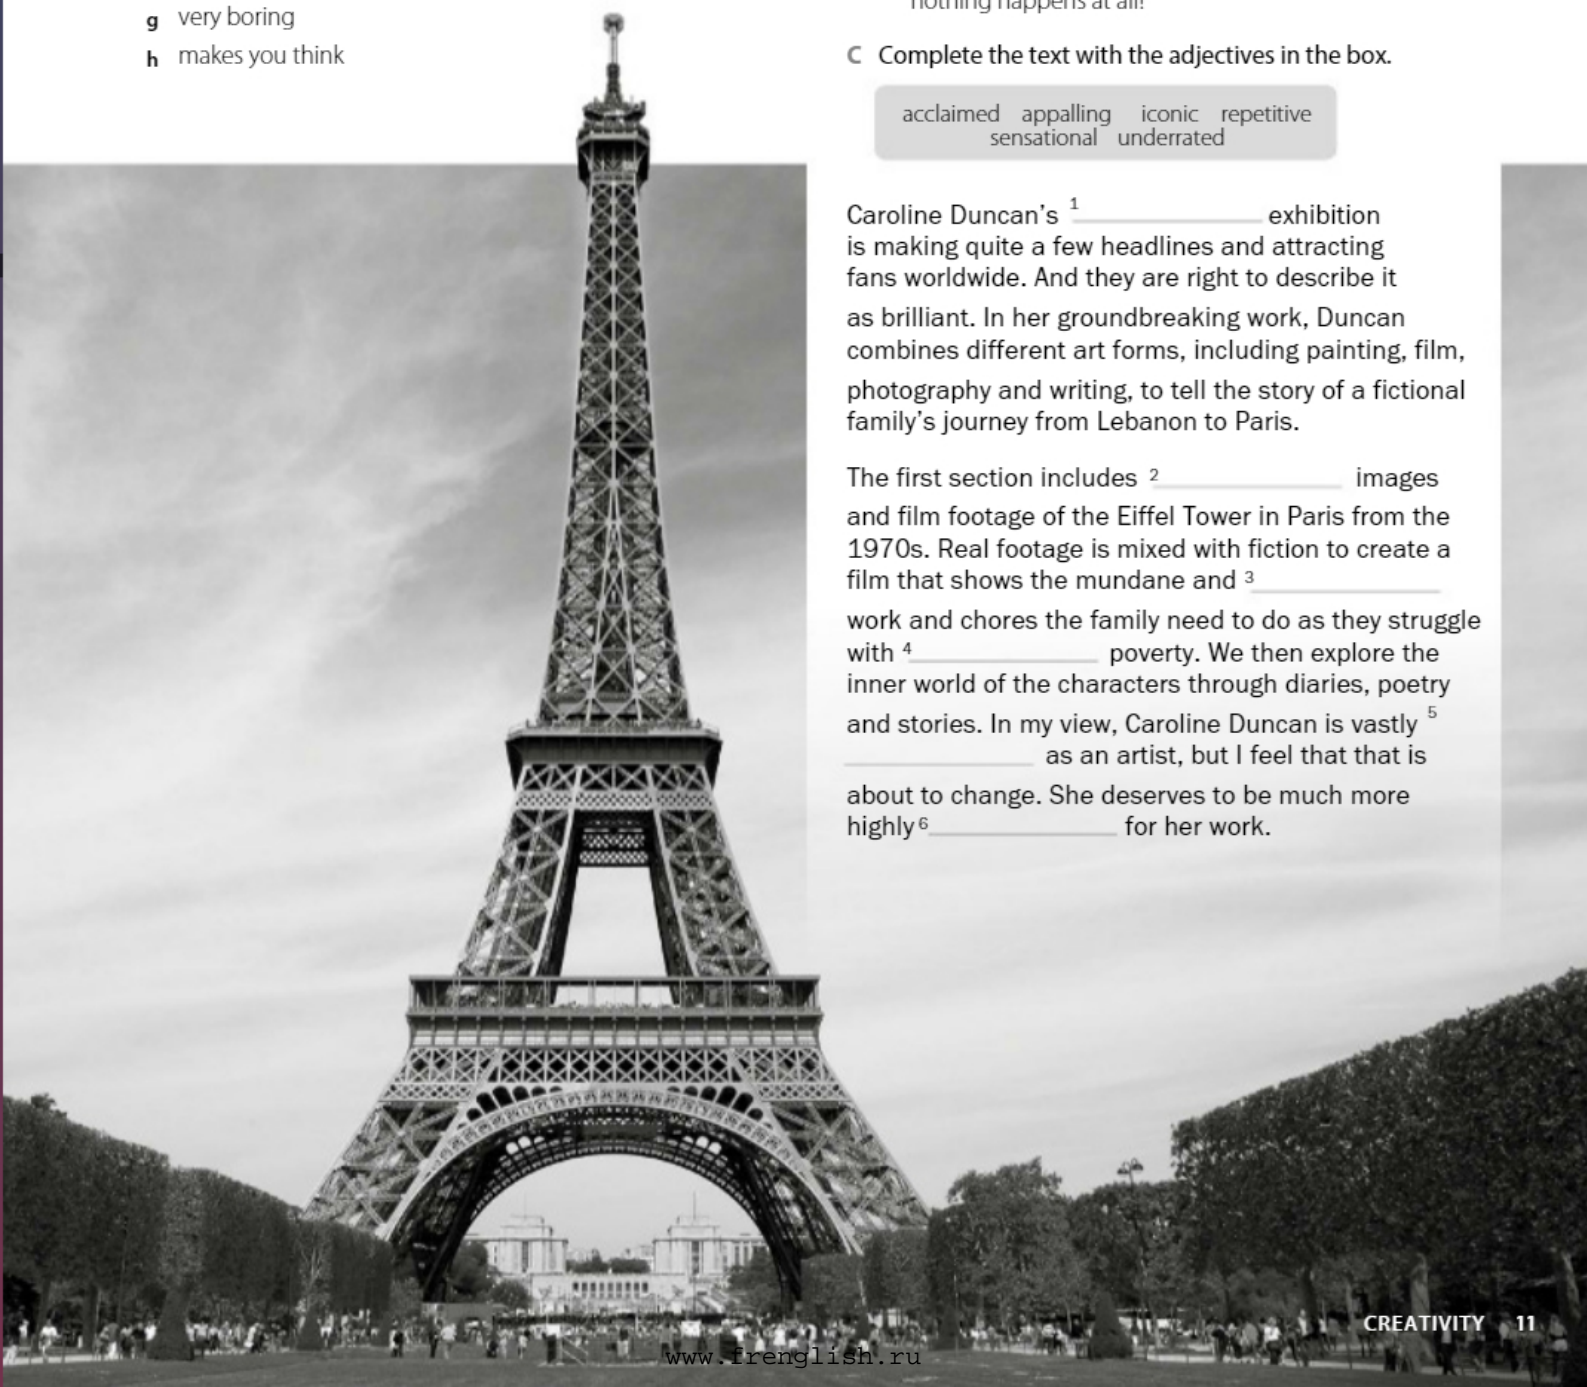 g very boring
h makes you think
nothing happens at all!
C Complete the text with the adjectives in the box.
acclaimed appalling iconic repetitive
sensational underrated
Caroline Duncan's 1 exhibition
is making quite a few headlines and attracting
fans worldwide. And they are right to describe it
as brilliant. In her groundbreaking work, Duncan
combines different art forms, including painting, film,
photography and writing, to tell the story of a fictional
family's journey from Lebanon to Paris.
The first section includes 2 images
and film footage of the Eiffel Tower in Paris from the
1970s. Real footage is mixed with fiction to create a
film that shows the mundane and 3
work and chores the family need to do as they struggle
with 4 poverty. We then explore the
inner world of the characters through diaries, poetry
and stories. In my view, Caroline Duncan is vastly 5
as an artist, but I feel that that is
about to change. She deserves to be much more
highly 6 for her work.
CREATIVITY 11
www.frenglish.ru